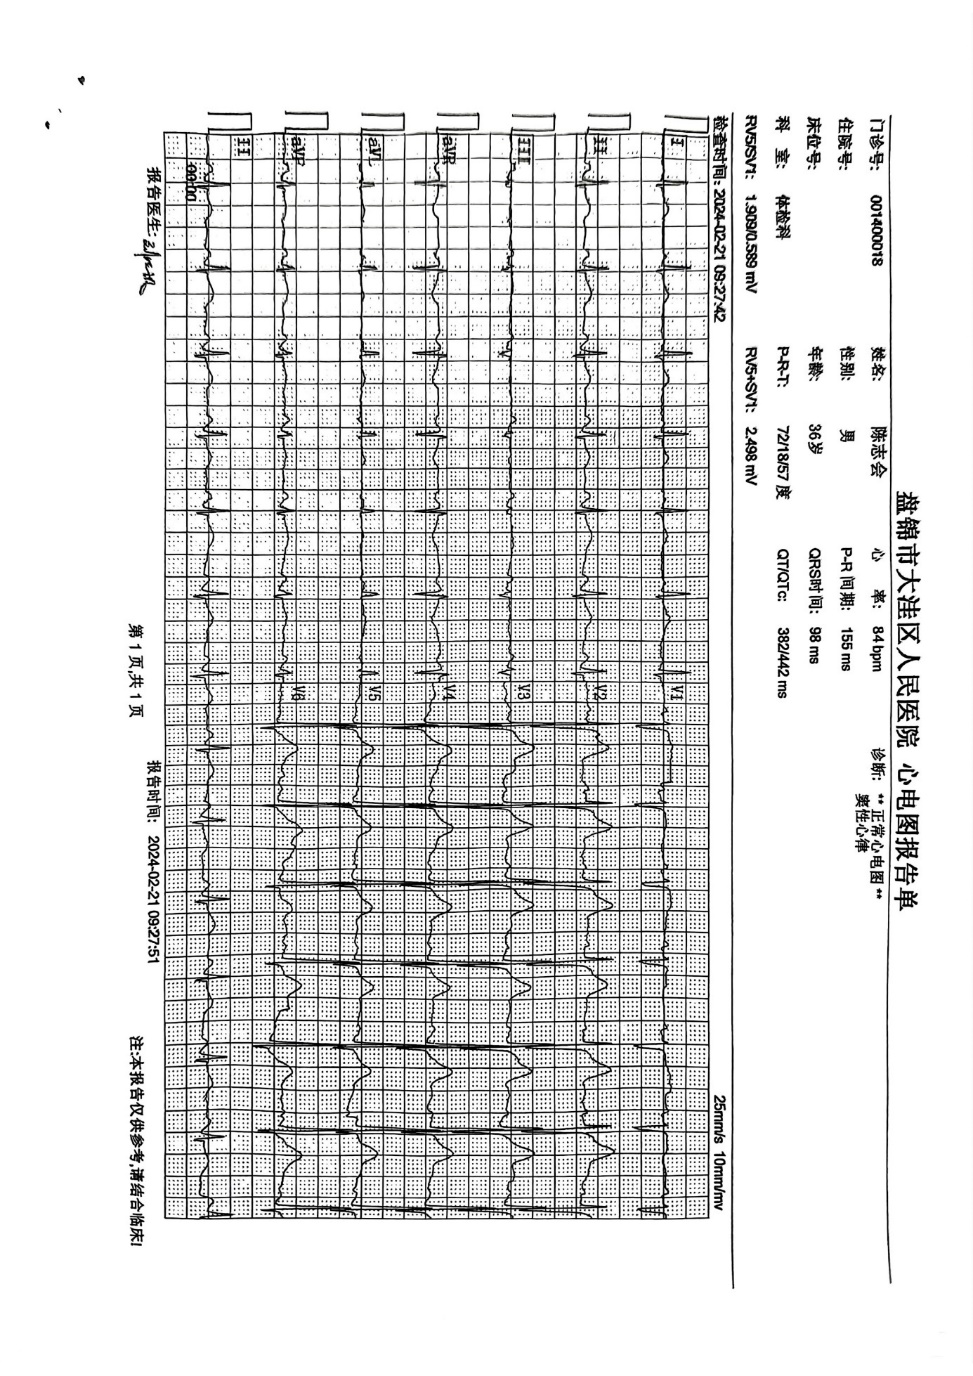 盘锦市大洼区人民医院 心电图报告单
门诊号: 001400018 姓名: 陈志会 心 率: 84 bpm 诊断: ** 正常心电图 **
住院号: 性别: 男 P-R 间期: 155 ms 窦性心律
床位号: 年龄: 36岁 QRS时间: 98 ms
科 室: 体检科 P-R-T: 72/18/57 度 QT/QTc: 382/442 ms
RV5/SV1: 1.909/0.589 mV RV5+SV1: 2.498 mV
检查时间: 2024-02-21 09:27:42 25mm/s 10mm/mv
I V1
II V2
III V3
aVR V4
aVL V5
aVF V6
II
00:00
报告医生: 报告时间: 2024-02-21 09:27:51
第 1 页,共 1 页 注:本报告仅供参考,请结合临床!